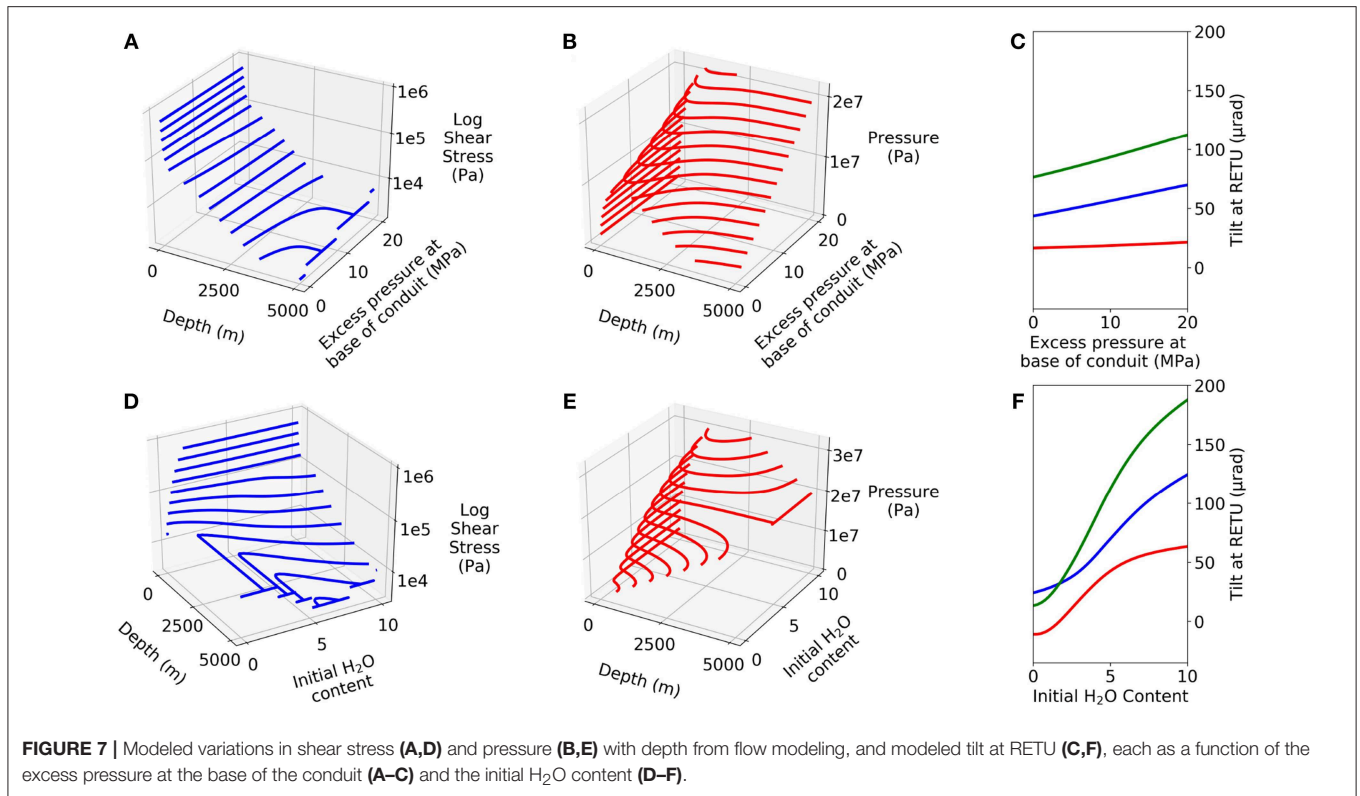 A
1e6
Log
Shear
Stress
(Pa)
1e5
1e4
0
2500
5000
Depth (m)
0
10
20
Excess pressure at
base of conduit (MPa)
B
2e7
Pressure
(Pa)
1e7
0
0
2500
5000
Depth (m)
0
10
20
Excess pressure at
base of conduit (MPa)
C
200
150
100
50
0
Tilt at RETU (μrad)
0
10
20
Excess pressure at
base of conduit (MPa)
D
1e6
Log
Shear
Stress
(Pa)
1e5
1e4
0
2500
5000
Depth (m)
0
5
10
Initial H₂O
content
E
3e7
Pressure
(Pa)
2e7
1e7
0
0
2500
5000
Depth (m)
0
5
10
Initial H₂O
content
F
200
150
100
50
0
Tilt at RETU (μrad)
0
5
10
Initial H₂O Content
FIGURE 7 | Modeled variations in shear stress (A,D) and pressure (B,E) with depth from flow modeling, and modeled tilt at RETU (C,F), each as a function of the
excess pressure at the base of the conduit (A–C) and the initial H₂O content (D–F).